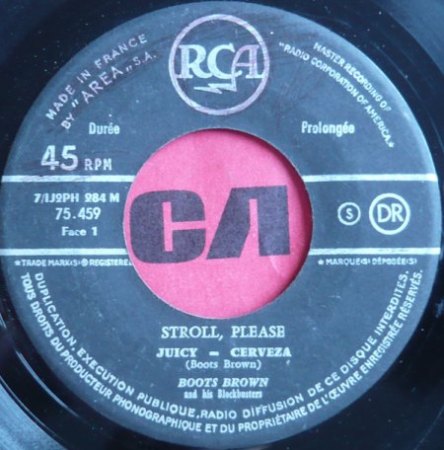 RCA
MADE IN FRANCE
BY "AREA" S.A.
MASTER RECORDING OF
"RADIO CORPORATION OF
AMERICA."
Durée
Prolongée
45 RPM
7/1J2PH 284 M
75.459
Face 1
S
DR
CA
*TRADE MARK(S) ® REGISTERED
*MARQUE(S) DÉPOSÉE(S)
STROLL, PLEASE
JUICY - CERVEZA
(Boots Brown)
BOOTS BROWN
and his Blockbusters
DUPLICATION, EXECUTION PUBLIQUE, RADIO DIFFUSION DE CE DISQUE INTERDITES.
TOUS DROITS DU PRODUCTEUR PHONOGRAPHIQUE ET DU PROPRIÉTAIRE DE L'ŒUVRE ENREGISTRÉE RÉSERVÉS.